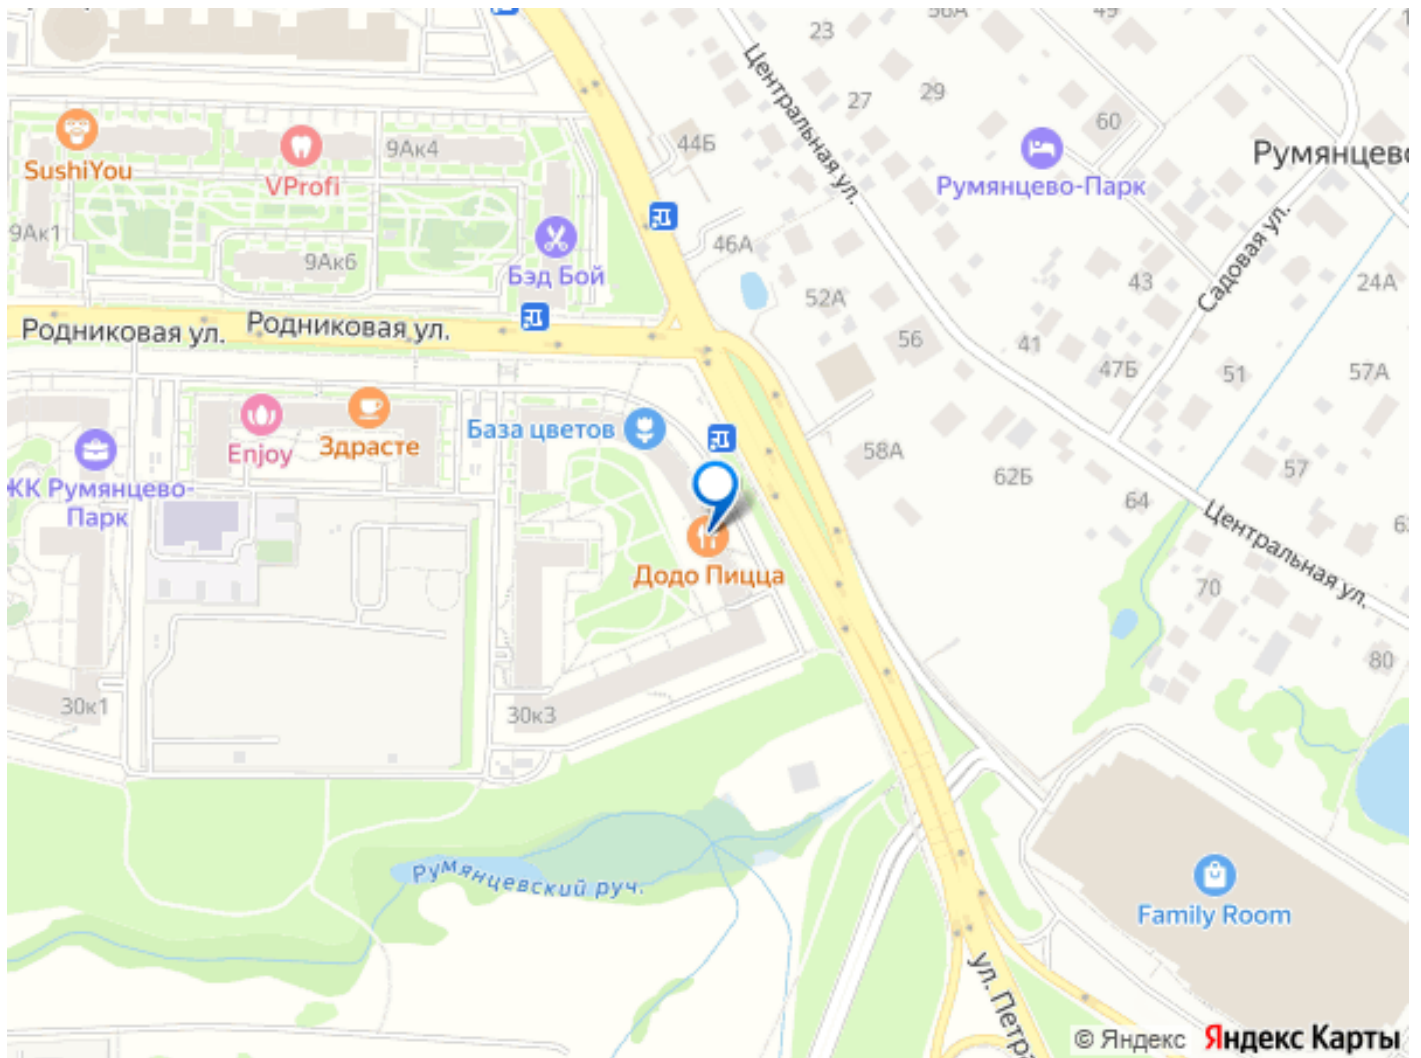 56А
49
23
Центральная ул.
27
29
60
44Б
Румянцево-Парк
Румянцево
SushiYou
VProfi
9Ак4
9Ак1
9Ак6
Бэд Бой
46А
52А
43
Садовая ул.
24А
Родниковая ул.
Родниковая ул.
56
41
47Б
51
57А
Enjoy
Здрасте
База цветов
58А
62Б
64
57
ЖК Румянцево-
Парк
Додо Пицца
Центральная ул.
70
80
30к1
30к3
Румянцевский руч.
Family Room
ул. Петра
© Яндекс
Яндекс Карты